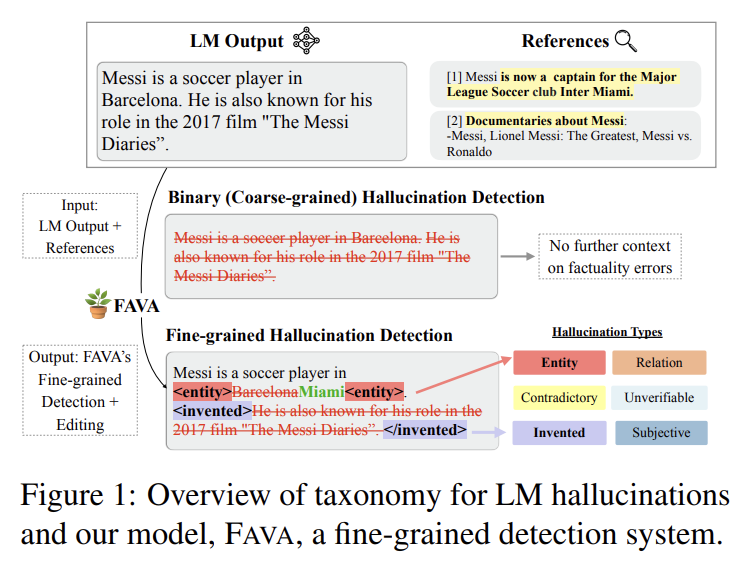 LM Output
References
Messi is a soccer player in
Barcelona. He is also known for his
role in the 2017 film "The Messi
Diaries”.
[1] Messi is now a captain for the Major
League Soccer club Inter Miami.
[2] Documentaries about Messi:
-Messi, Lionel Messi: The Greatest, Messi vs.
Ronaldo
Input:
LM Output +
References
Binary (Coarse-grained) Hallucination Detection
Messi is a soccer player in Barcelona. He is
also known for his role in the 2017 film "The
Messi Diaries”.
No further context
on factuality errors
FAVA
Output: FAVA's
Fine-grained
Detection +
Editing
Fine-grained Hallucination Detection
Messi is a soccer player in
<entity>BarcelonaMiami<entity>.
<invented>He is also known for his role in the
2017 film "The Messi Diaries”. </invented>
Hallucination Types
Entity
Relation
Contradictory
Unverifiable
Invented
Subjective
Figure 1: Overview of taxonomy for LM hallucinations
and our model, FAVA, a fine-grained detection system.